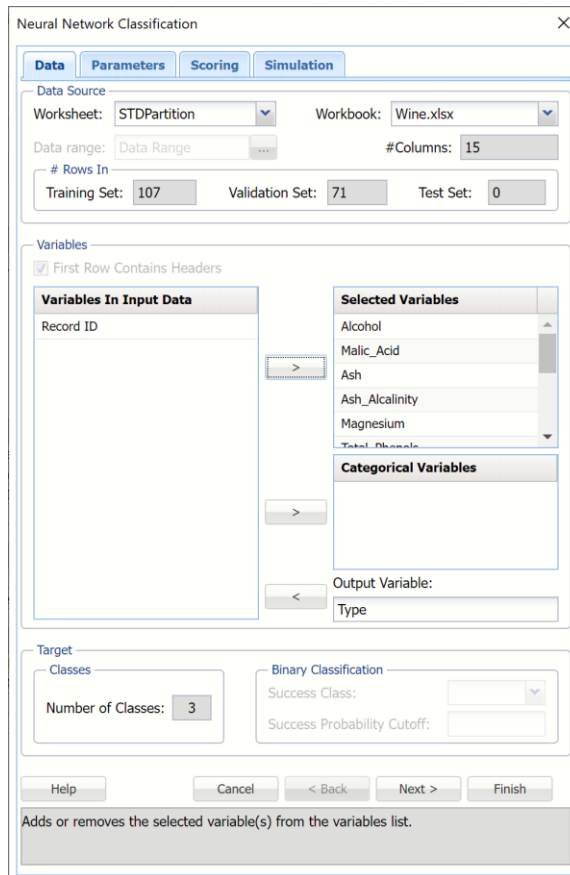 Neural Network Classification
Data Parameters Scoring Simulation
Data Source
Worksheet: STDPartition Workbook: Wine.xlsx
Data range: Data Range ... #Columns: 15
# Rows In
Training Set: 107 Validation Set: 71 Test Set: 0
Variables
First Row Contains Headers
Variables In Input Data Selected Variables
Record ID Alcohol
Malic_Acid
> Ash
Ash_Alcalinity
Magnesium
Total_Phenols
Categorical Variables
>
Output Variable:
< Type
Target
Classes Binary Classification
Number of Classes: 3 Success Class:
Success Probability Cutoff:
Help Cancel < Back Next > Finish
Adds or removes the selected variable(s) from the variables list.